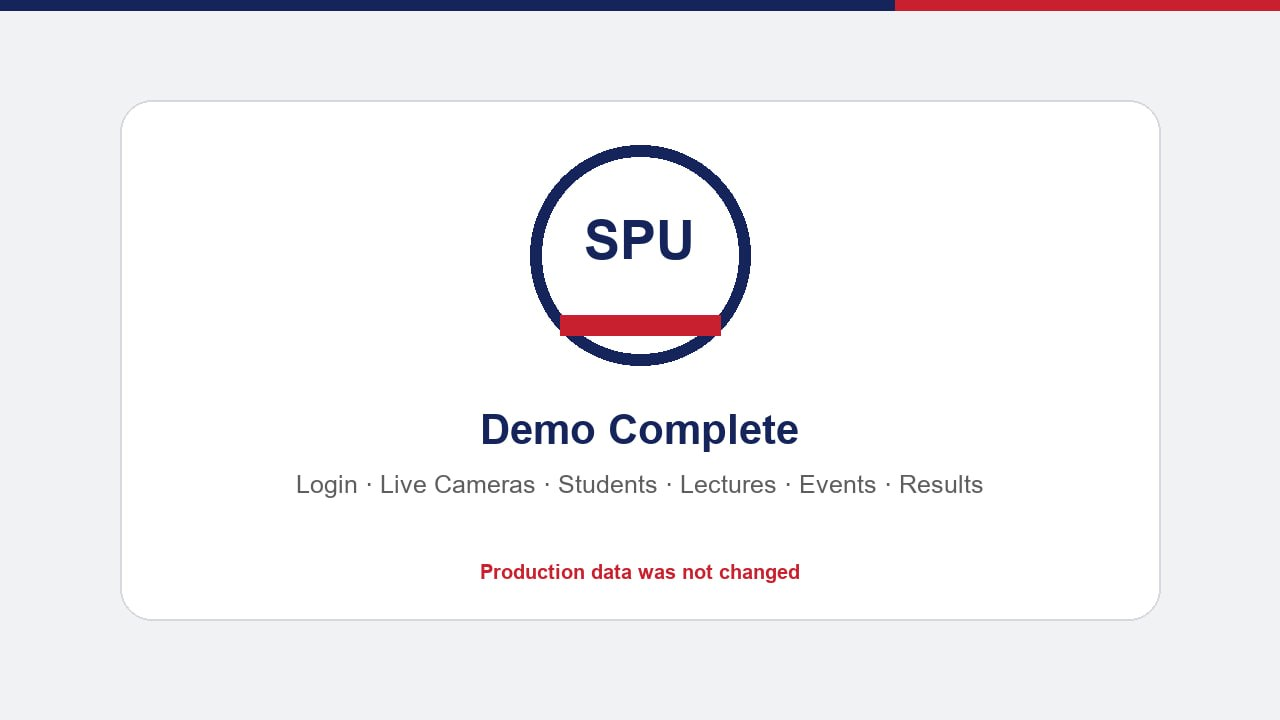 SPU
Demo Complete
Login · Live Cameras · Students · Lectures · Events · Results
Production data was not changed